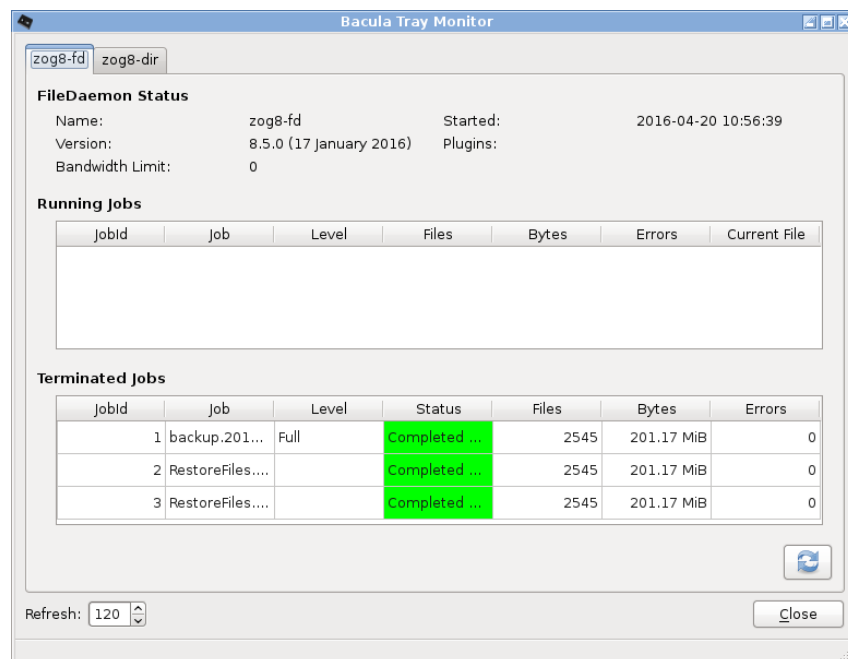 Bacula Tray Monitor
zog8-fd zog8-dir
FileDaemon Status
Name: zog8-fd Started: 2016-04-20 10:56:39
Version: 8.5.0 (17 January 2016) Plugins:
Bandwidth Limit: 0
Running Jobs
JobId Job Level Files Bytes Errors Current File
Terminated Jobs
JobId Job Level Status Files Bytes Errors
1 backup.201... Full Completed ... 2545 201.17 MiB 0
2 RestoreFiles.... Completed ... 2545 201.17 MiB 0
3 RestoreFiles.... Completed ... 2545 201.17 MiB 0
Refresh: 120 Close